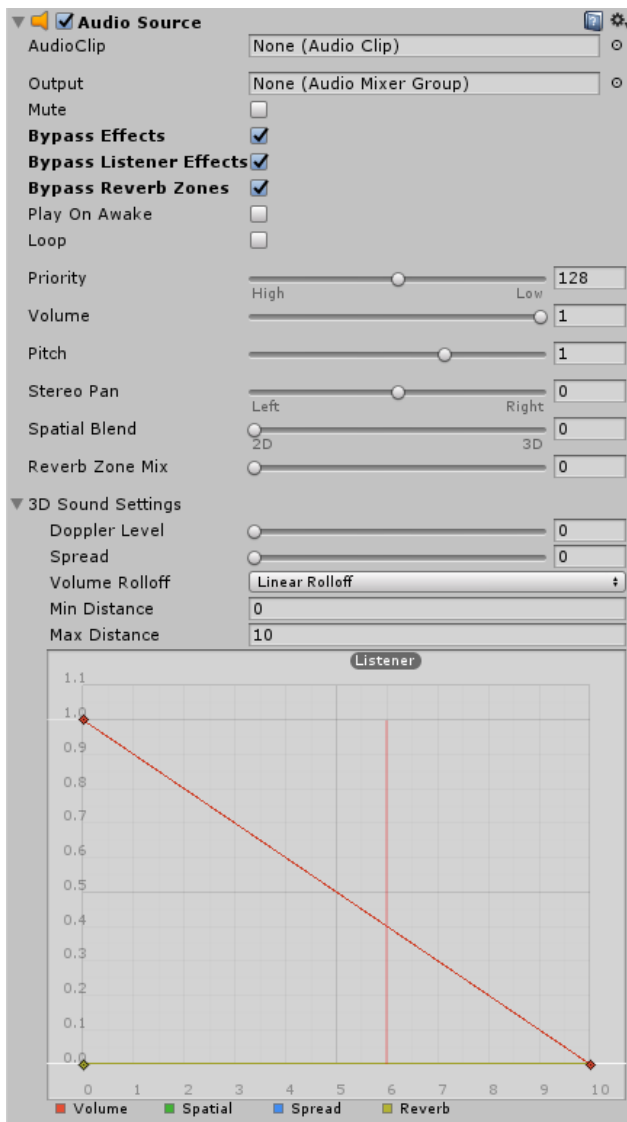 Audio Source
AudioClip None (Audio Clip)
Output None (Audio Mixer Group)
Mute
Bypass Effects
Bypass Listener Effects
Bypass Reverb Zones
Play On Awake
Loop
Priority 128
High Low
Volume 1
Pitch 1
Stereo Pan 0
Left Right
Spatial Blend 0
2D 3D
Reverb Zone Mix 0
3D Sound Settings
Doppler Level 0
Spread 0
Volume Rolloff Linear Rolloff
Min Distance 0
Max Distance 10
Listener
1.1
1.0
0.9
0.8
0.7
0.6
0.5
0.4
0.3
0.2
0.1
0.0
0 1 2 3 4 5 6 7 8 9 10
Volume Spatial Spread Reverb